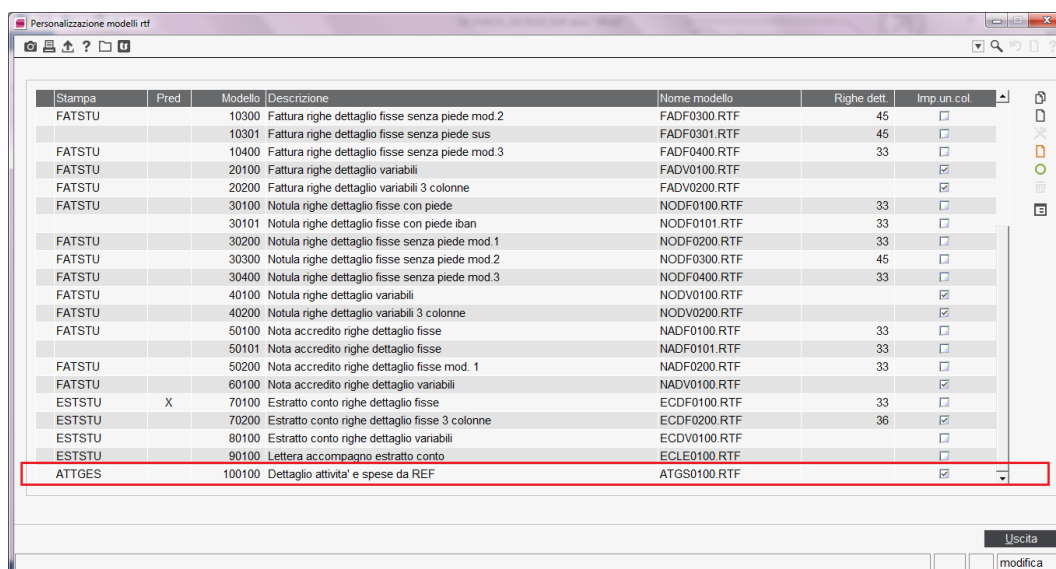 Personalizzazione modelli rtf
Stampa Pred Modello Descrizione Nome modello Righe dett. Imp.un.col.
FATSTU 10300 Fattura righe dettaglio fisse senza piede mod.2 FADF0300.RTF 45
10301 Fattura righe dettaglio fisse senza piede sus FADF0301.RTF 45
FATSTU 10400 Fattura righe dettaglio fisse senza piede mod.3 FADF0400.RTF 33
FATSTU 20100 Fattura righe dettaglio variabili FADV0100.RTF
FATSTU 20200 Fattura righe dettaglio variabili 3 colonne FADV0200.RTF
FATSTU 30100 Notula righe dettaglio fisse con piede NODF0100.RTF 33
30101 Notula righe dettaglio fisse con piede iban NODF0101.RTF 33
FATSTU 30200 Notula righe dettaglio fisse senza piede mod.1 NODF0200.RTF 33
FATSTU 30300 Notula righe dettaglio fisse senza piede mod.2 NODF0300.RTF 45
FATSTU 30400 Notula righe dettaglio fisse senza piede mod.3 NODF0400.RTF 33
FATSTU 40100 Notula righe dettaglio variabili NODV0100.RTF
FATSTU 40200 Notula righe dettaglio variabili 3 colonne NODV0200.RTF
FATSTU 50100 Nota accredito righe dettaglio fisse NADF0100.RTF 33
50101 Nota accredito righe dettaglio fisse NADF0101.RTF 33
FATSTU 50200 Nota accredito righe dettaglio fisse mod. 1 NADF0200.RTF 33
FATSTU 60100 Nota accredito righe dettaglio variabili NADV0100.RTF
ESTSTU X 70100 Estratto conto righe dettaglio fisse ECDF0100.RTF 33
ESTSTU 70200 Estratto conto righe dettaglio fisse 3 colonne ECDF0200.RTF 36
ESTSTU 80100 Estratto conto righe dettaglio variabili ECDV0100.RTF
ESTSTU 90100 Lettera accompagno estratto conto ECLE0100.RTF
ATTGES 100100 Dettaglio attivita' e spese da REF ATGS0100.RTF
Uscita
modifica